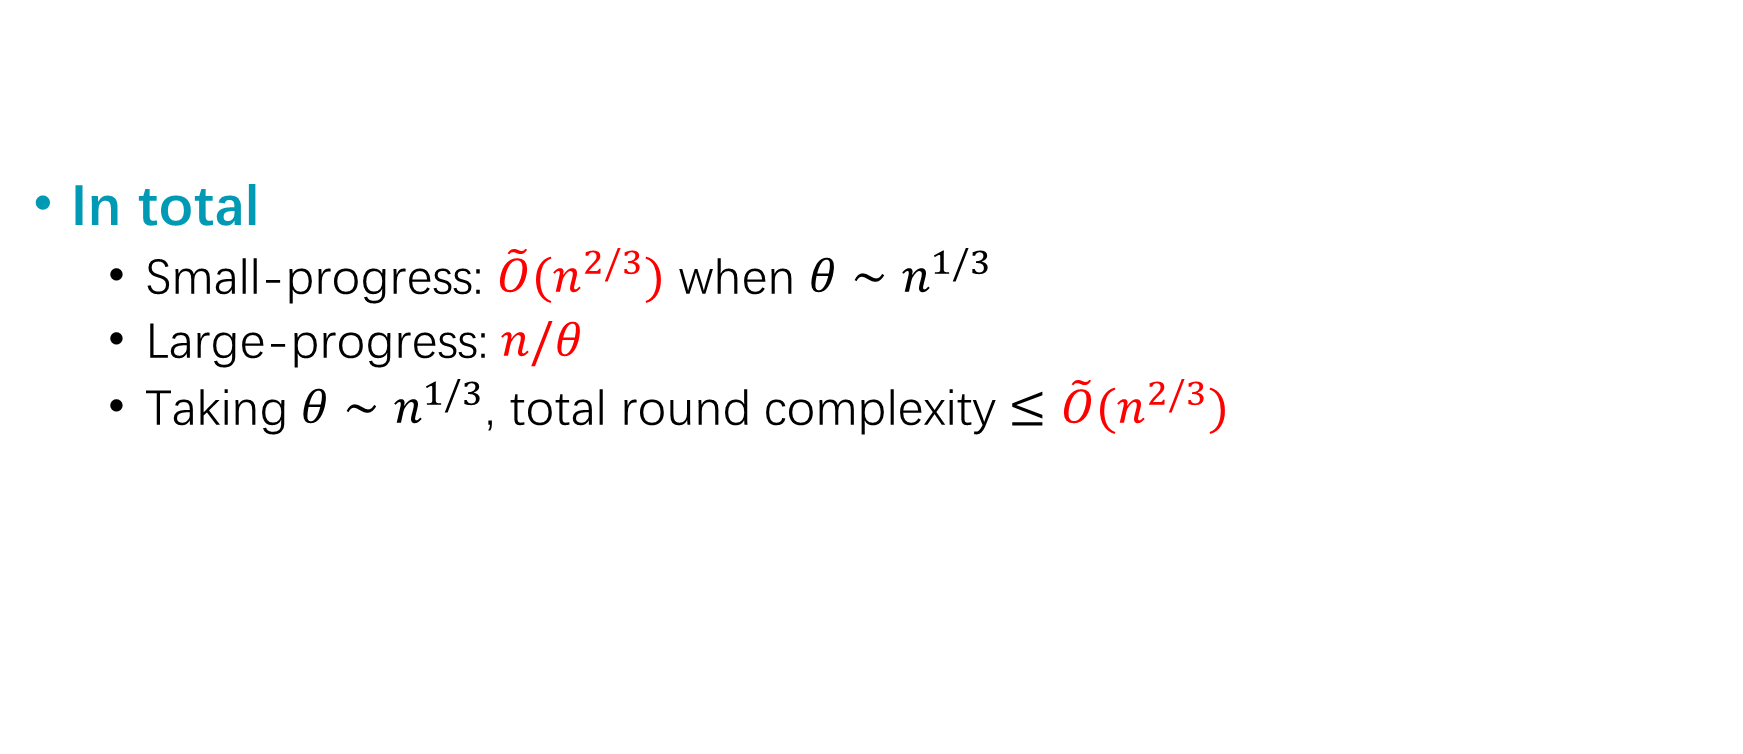 • In total
• Small-progress: Õ(n^{2/3}) when θ ~ n^{1/3}
• Large-progress: n/θ
• Taking θ ~ n^{1/3}, total round complexity ≤ Õ(n^{2/3})